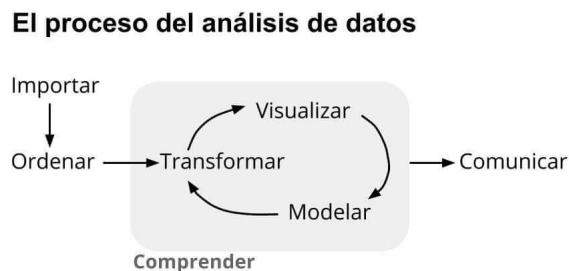 El proceso del análisis de datos
Importar
Visualizar
Ordenar
Transformar
Comunicar
Modelar
Comprender